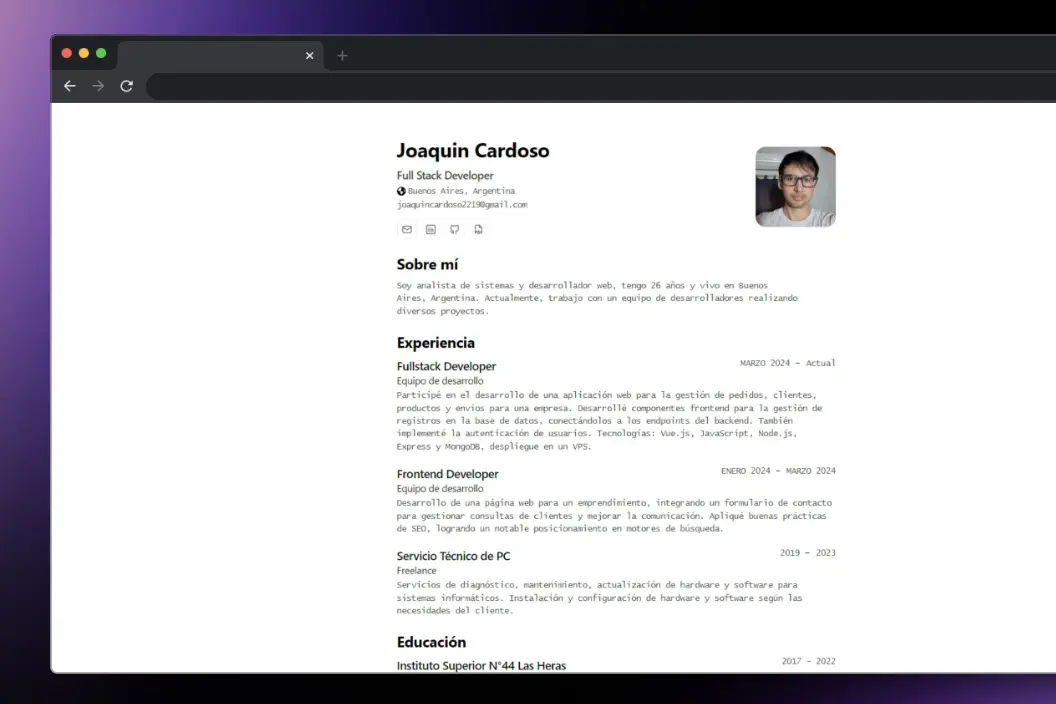 Joaquin Cardoso
Full Stack Developer
Buenos Aires, Argentina
joaquincardoso2219@gmail.com
Sobre mí
Soy analista de sistemas y desarrollador web, tengo 26 años y vivo en Buenos
Aires, Argentina. Actualmente, trabajo con un equipo de desarrolladores realizando
diversos proyectos.
Experiencia
Fullstack Developer
MARZO 2024 - Actual
Equipo de desarrollo
Participé en el desarrollo de una aplicación web para la gestión de pedidos, clientes,
productos y envíos para una empresa. Desarrollé componentes frontend para la gestión de
registros en la base de datos, conectándolos a los endpoints del backend. También
implementé la autenticación de usuarios. Tecnologías: Vue.js, JavaScript, Node.js,
Express y MongoDB, despliegue en un VPS.
Frontend Developer
ENERO 2024 - MARZO 2024
Equipo de desarrollo
Desarrollo de una página web para un emprendimiento, integrando un formulario de contacto
para gestionar consultas de clientes y mejorar la comunicación. Apliqué buenas prácticas
de SEO, logrando un notable posicionamiento en motores de búsqueda.
Servicio Técnico de PC
2019 - 2023
Freelance
Servicios de diagnóstico, mantenimiento, actualización de hardware y software para
sistemas informáticos. Instalación y configuración de hardware y software según las
necesidades del cliente.
Educación
Instituto Superior N°44 Las Heras
2017 - 2022